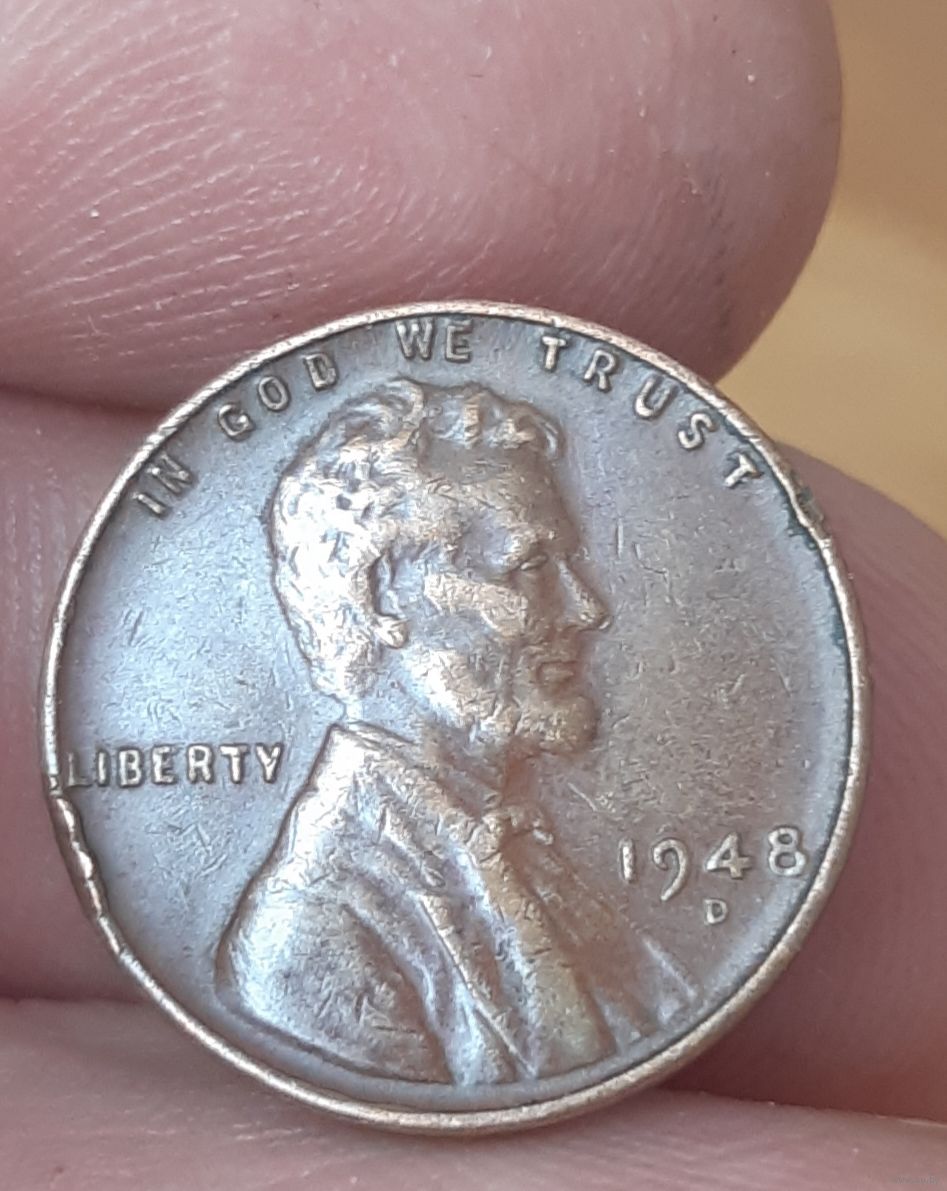 IN GOD WE TRUST
LIBERTY
1948
D